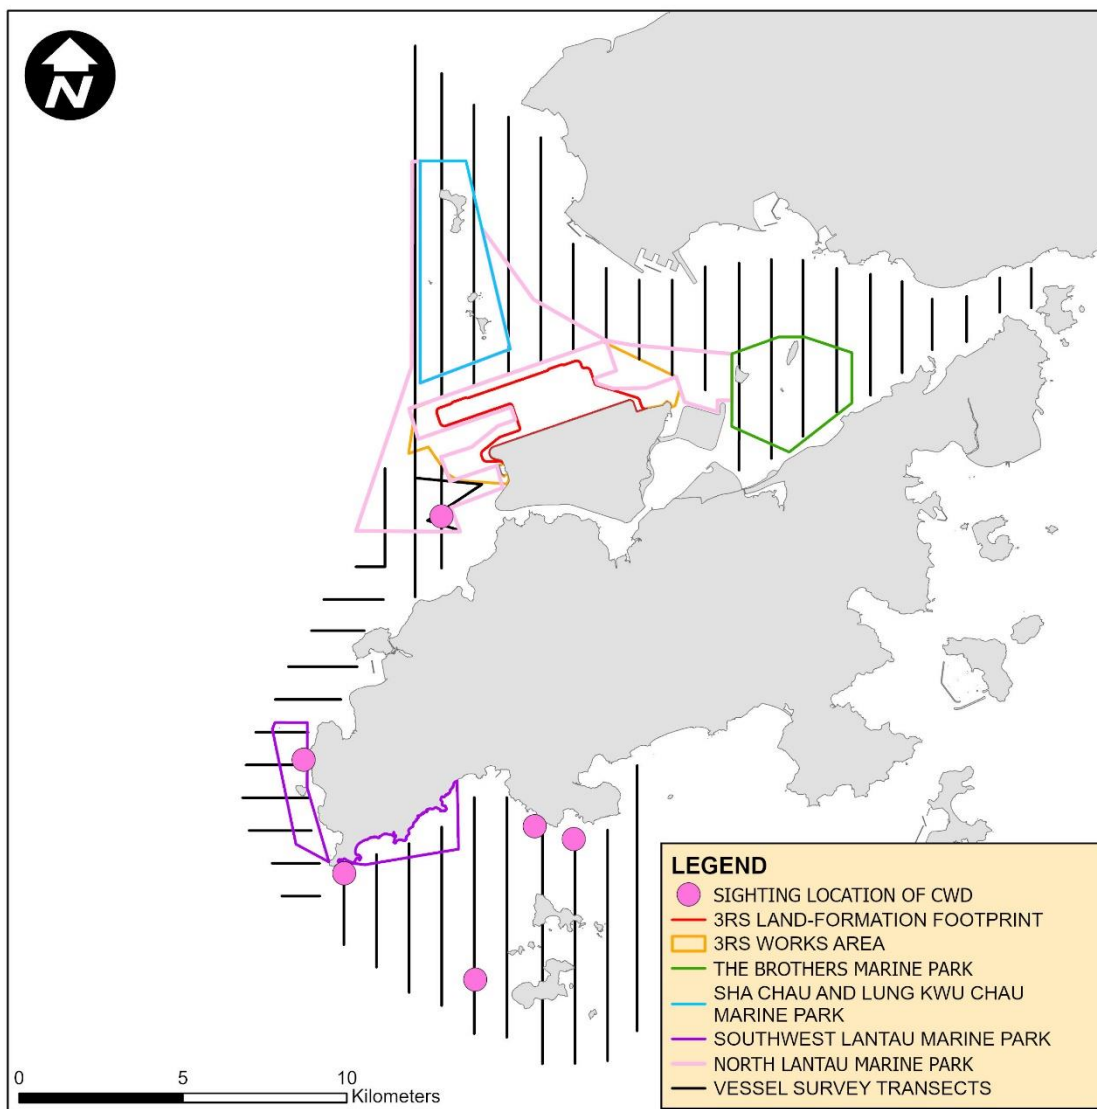 N
LEGEND
SIGHTING LOCATION OF CWD
3RS LAND-FORMATION FOOTPRINT
3RS WORKS AREA
THE BROTHERS MARINE PARK
SHA CHAU AND LUNG KWU CHAU
MARINE PARK
SOUTHWEST LANTAU MARINE PARK
NORTH LANTAU MARINE PARK
VESSEL SURVEY TRANSECTS
0 5 10
Kilometers